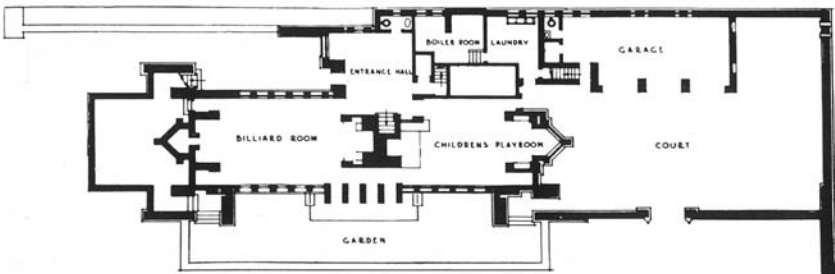 BOILER ROOM
LAUNDRY
GARAGE
ENTRANCE HALL
BILLIARD ROOM
CHILDRENS PLAYROOM
COURT
GARDEN